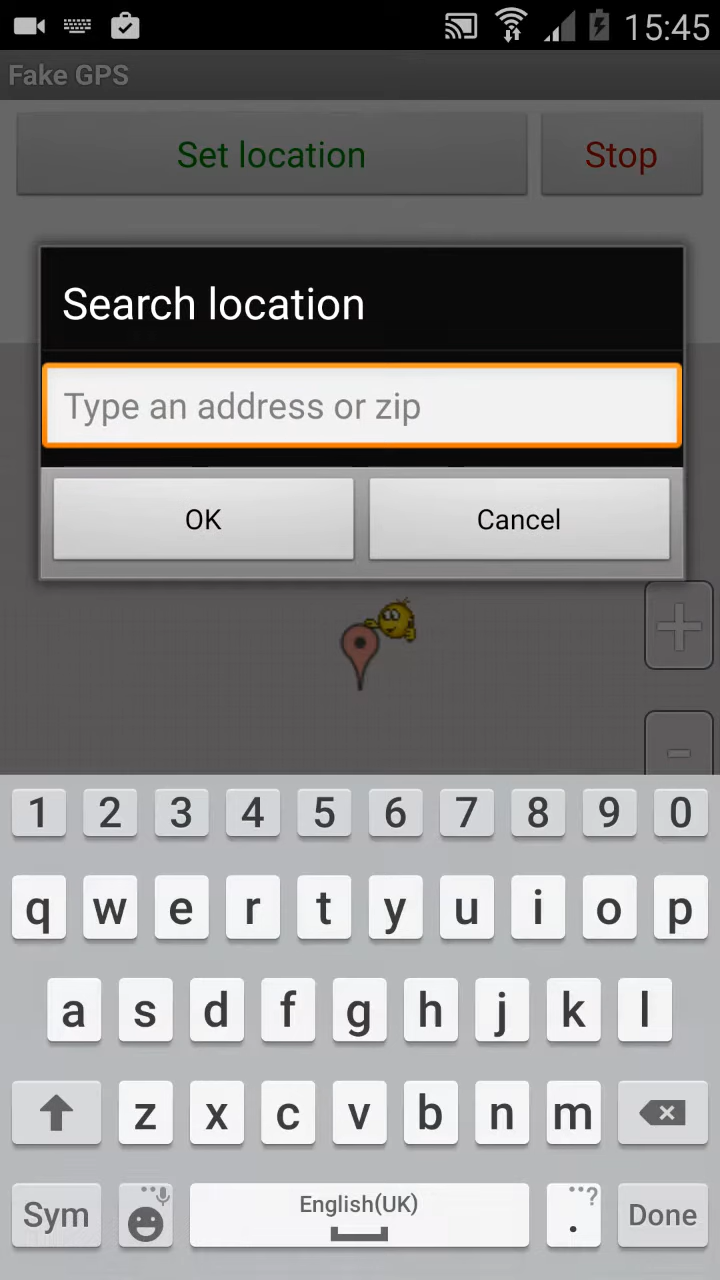 15:45
Fake GPS
Set location
Stop
Search location
Type an address or zip
OK
Cancel
+
-
1 2 3 4 5 6 7 8 9 0
q w e r t y u i o p
a s d f g h j k l
z x c v b n m
Sym
English(UK)
. ?
Done